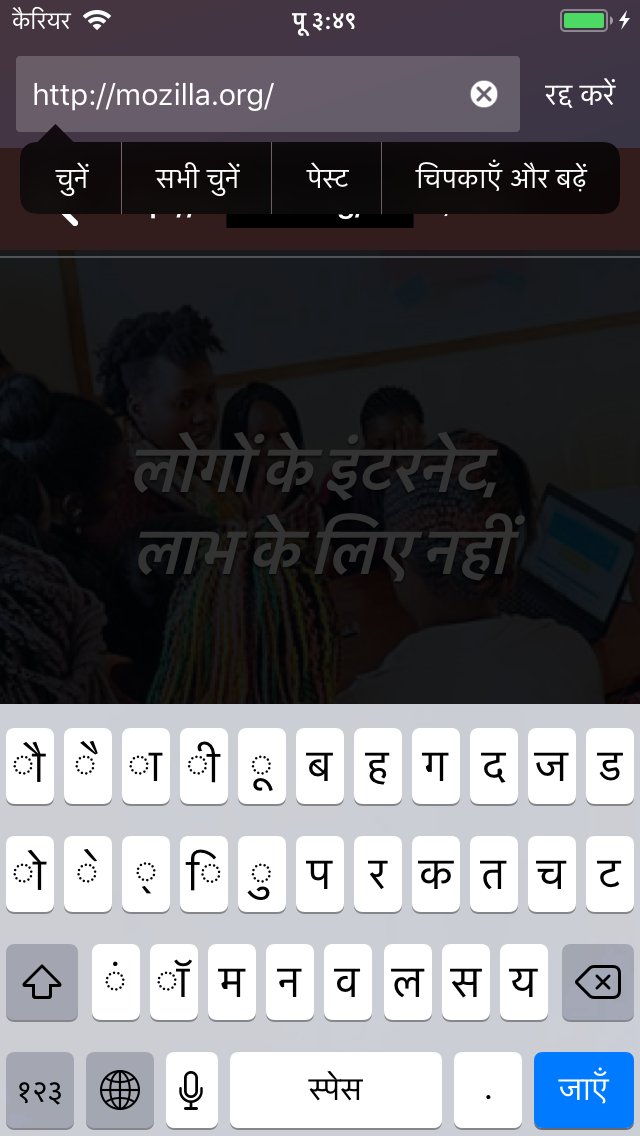 कैरियर पू ३:४९
http://mozilla.org/ रद्द करें
चुनें सभी चुनें पेस्ट चिपकाएँ और बढ़ें
लोगों के इंटरनेट,
लाभ के लिए नहीं
ौ ै ा ी ू ब ह ग द ज ड
ो े ् ि ु प र क त च ट
ं ॉ म न व ल स य
१२३ स्पेस . जाएँ